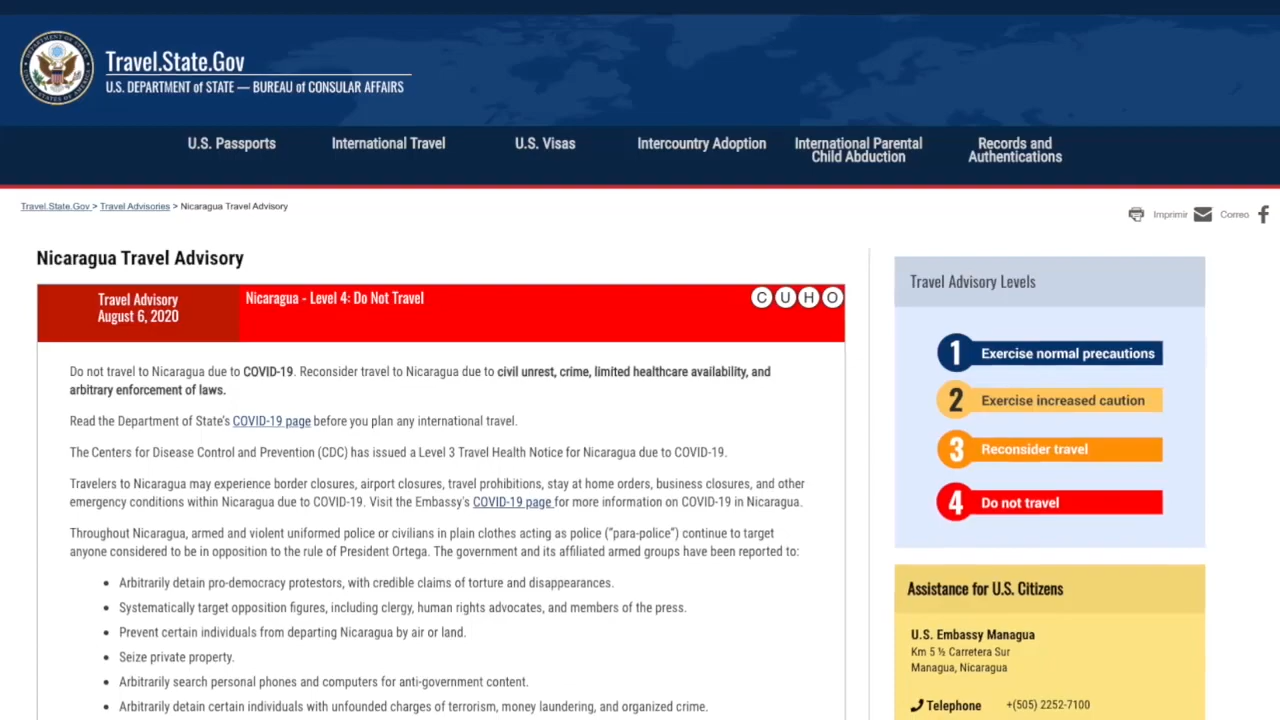 Travel.State.Gov
U.S. DEPARTMENT of STATE — BUREAU of CONSULAR AFFAIRS
U.S. Passports
International Travel
U.S. Visas
Intercountry Adoption
International Parental
Child Abduction
Records and
Authentications
Travel.State.Gov > Travel Advisories > Nicaragua Travel Advisory
Imprimir
Correo
Nicaragua Travel Advisory
Travel Advisory
August 6, 2020
Nicaragua - Level 4: Do Not Travel
C U H O
Do not travel to Nicaragua due to COVID-19. Reconsider travel to Nicaragua due to civil unrest, crime, limited healthcare availability, and
arbitrary enforcement of laws.
Read the Department of State's COVID-19 page before you plan any international travel.
The Centers for Disease Control and Prevention (CDC) has issued a Level 3 Travel Health Notice for Nicaragua due to COVID-19.
Travelers to Nicaragua may experience border closures, airport closures, travel prohibitions, stay at home orders, business closures, and other
emergency conditions within Nicaragua due to COVID-19. Visit the Embassy's COVID-19 page for more information on COVID-19 in Nicaragua.
Throughout Nicaragua, armed and violent uniformed police or civilians in plain clothes acting as police ("para-police") continue to target
anyone considered to be in opposition to the rule of President Ortega. The government and its affiliated armed groups have been reported to:
• Arbitrarily detain pro-democracy protestors, with credible claims of torture and disappearances.
• Systematically target opposition figures, including clergy, human rights advocates, and members of the press.
• Prevent certain individuals from departing Nicaragua by air or land.
• Seize private property.
• Arbitrarily search personal phones and computers for anti-government content.
• Arbitrarily detain certain individuals with unfounded charges of terrorism, money laundering, and organized crime.
Travel Advisory Levels
1 Exercise normal precautions
2 Exercise increased caution
3 Reconsider travel
4 Do not travel
Assistance for U.S. Citizens
U.S. Embassy Managua
Km 5 ½ Carretera Sur
Managua, Nicaragua
Telephone +(505) 2252-7100